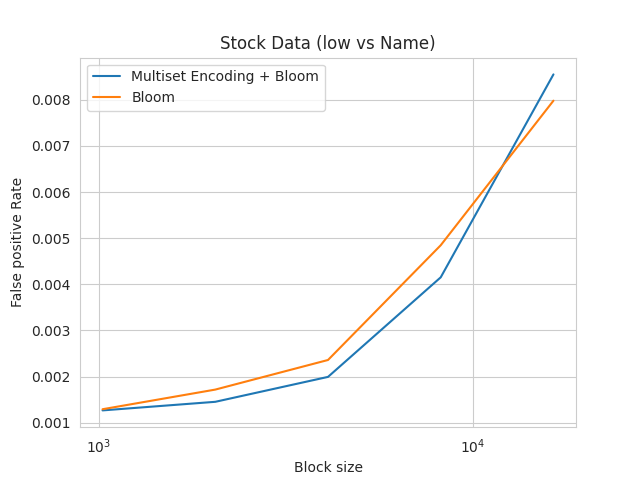 Stock Data (low vs Name)
Multiset Encoding + Bloom
Bloom
0.008
0.007
0.006
0.005
0.004
0.003
0.002
0.001
False positive Rate
10³
10⁴
Block size